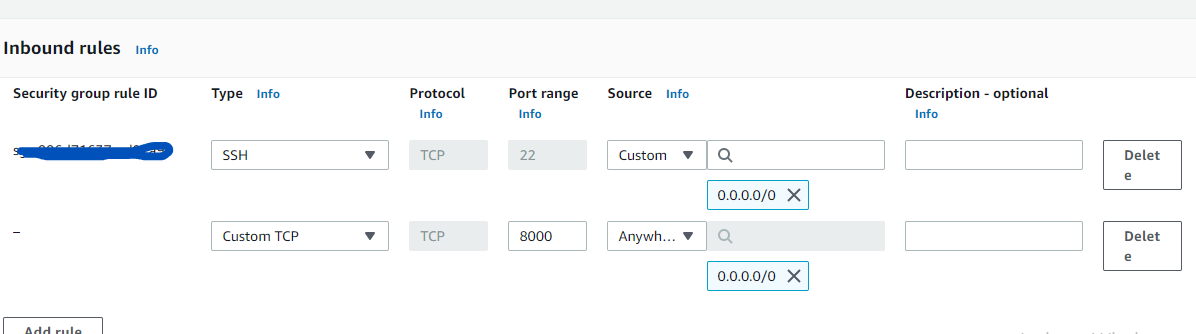 Inbound rules Info
Security group rule ID Type Info Protocol Info Port range Info Source Info Description - optional Info
SSH TCP 22 Custom Delete
0.0.0.0/0
– Custom TCP TCP 8000 Anywh... Delete
0.0.0.0/0
Add rule